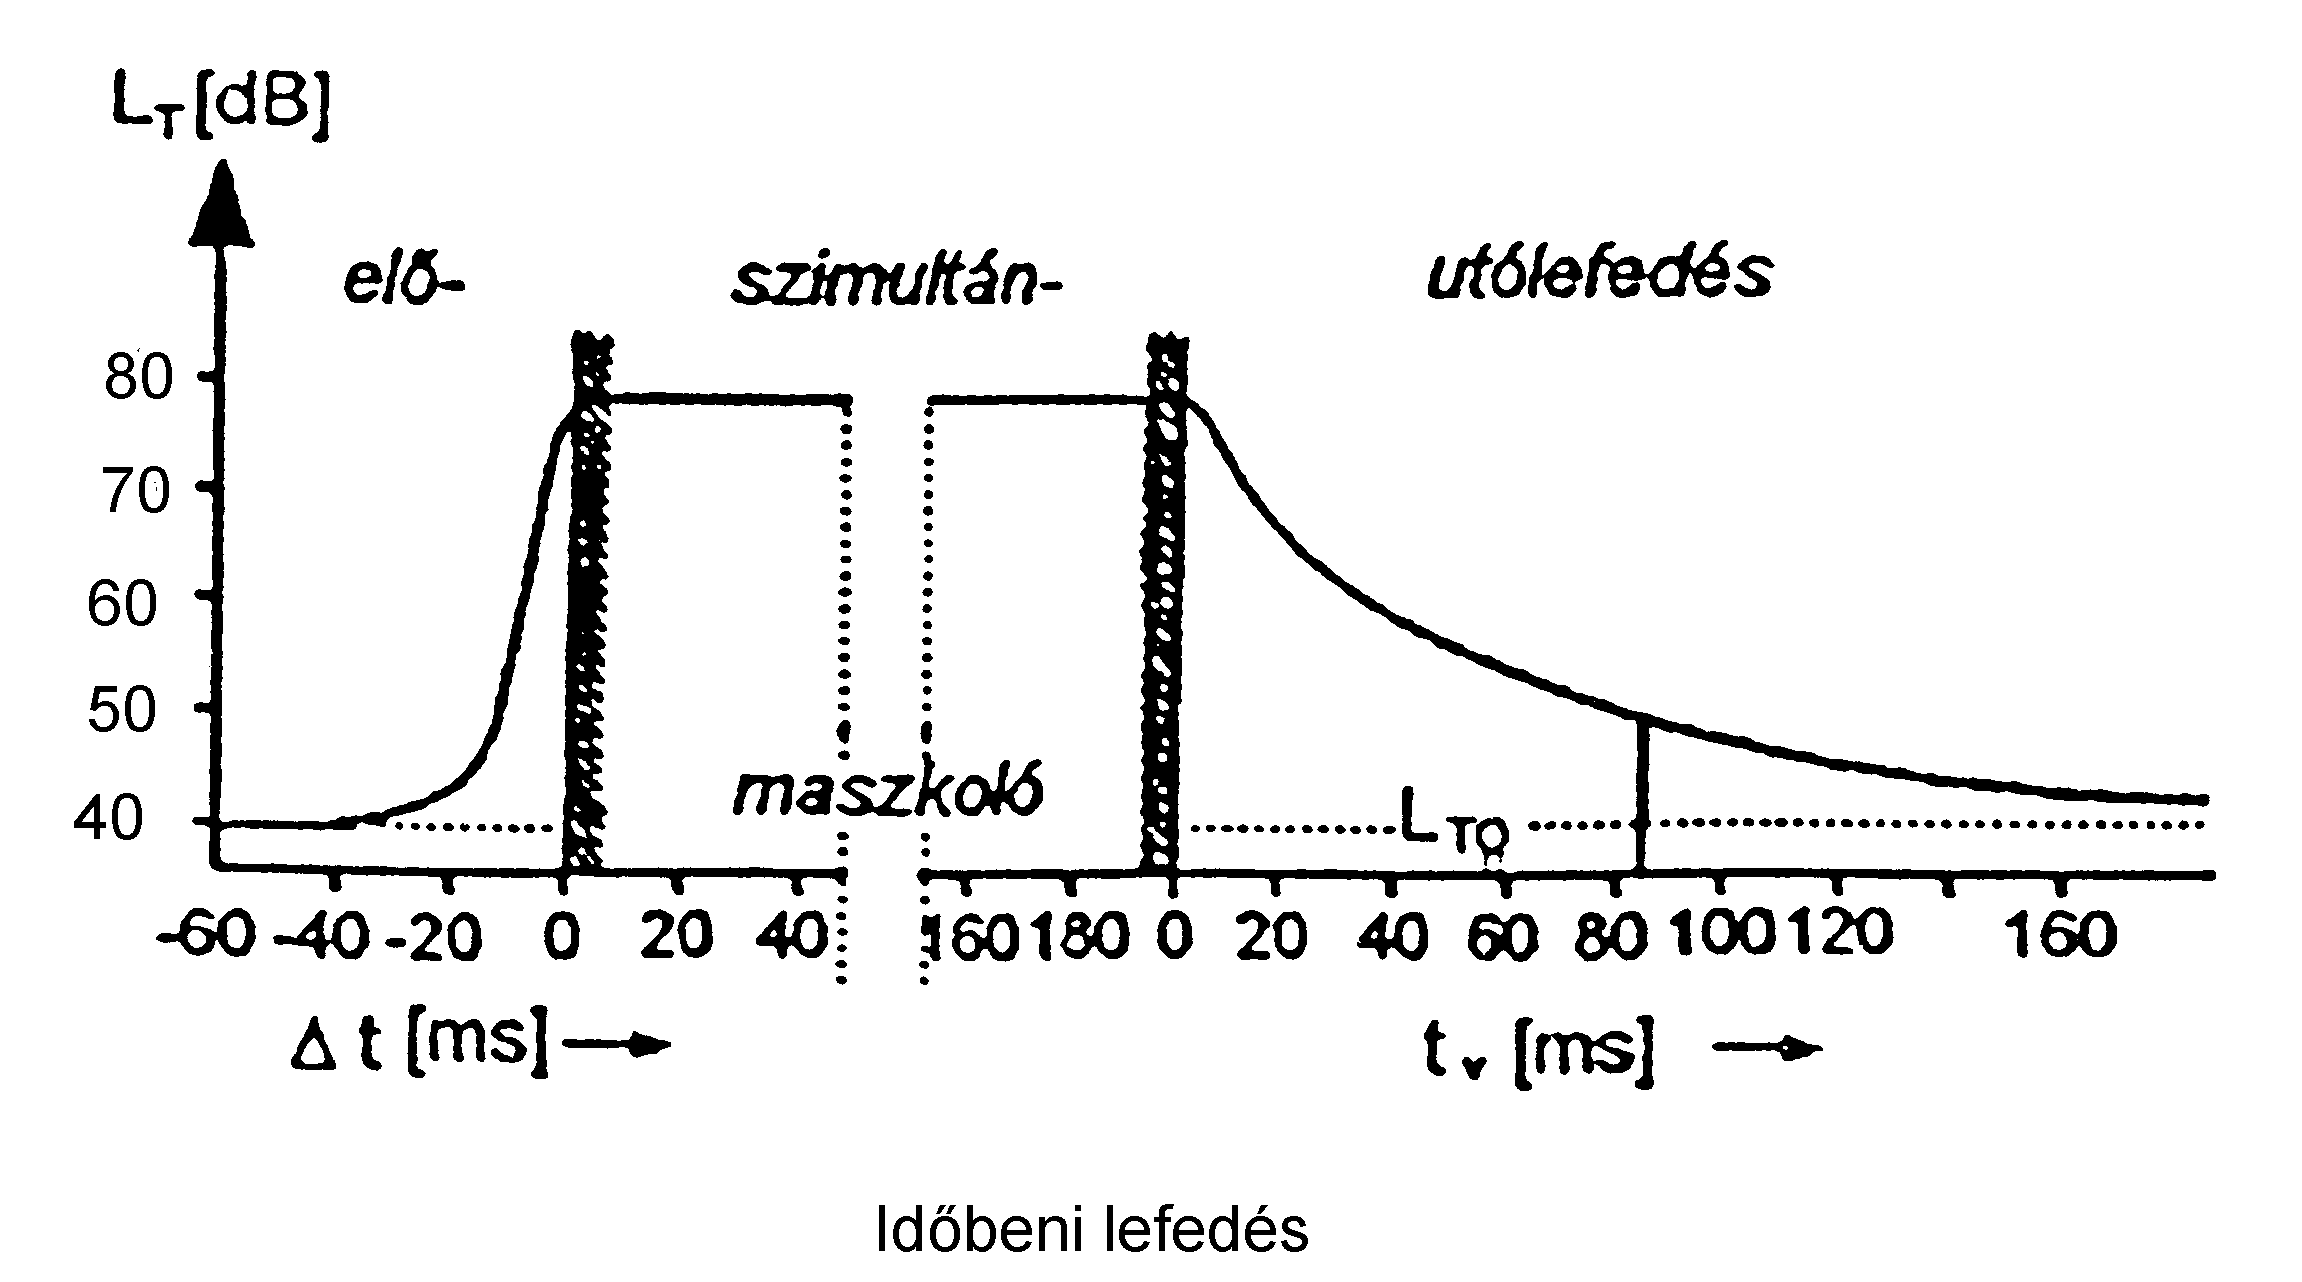 L_T [dB]
elő- szimultán- utólefedés
80
70
60
50
40
maszkoló
L_TO
-60 -40 -20 0 20 40 160 180 0 20 40 60 80 100 120 160
Δ t [ms] t_v [ms]
Időbeni lefedés